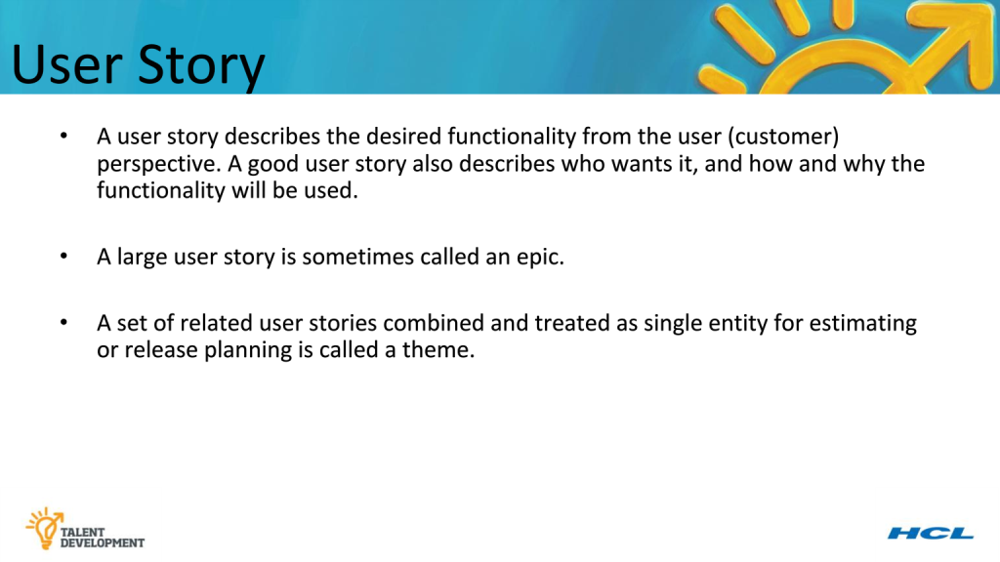 User Story
• A user story describes the desired functionality from the user (customer)
perspective. A good user story also describes who wants it, and how and why the
functionality will be used.
• A large user story is sometimes called an epic.
• A set of related user stories combined and treated as single entity for estimating
or release planning is called a theme.
TALENT
DEVELOPMENT
HCL